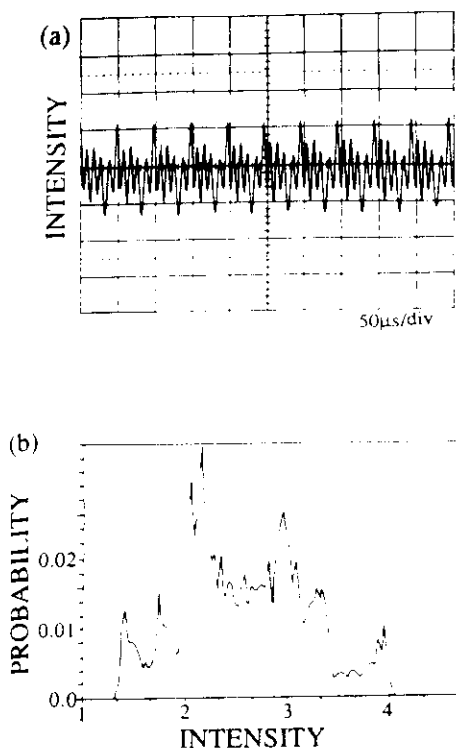 (a)
INTENSITY
50µs/div
(b)
PROBABILITY
0.02
0.01
0.0
1 2 3 4
INTENSITY